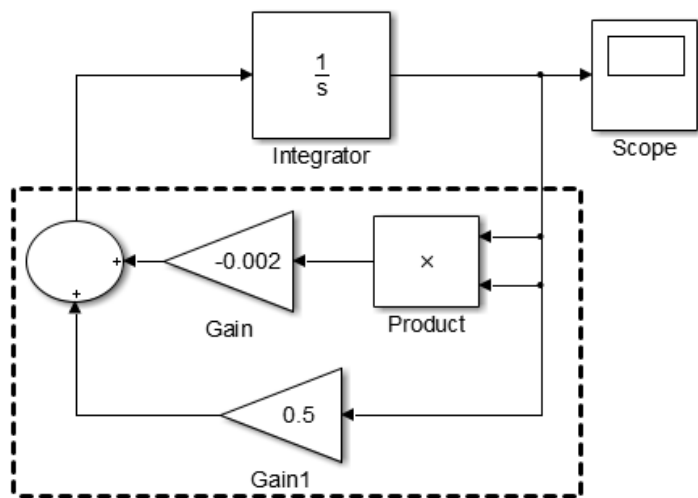 1
s
Integrator
Scope
+
+
-0.002
Gain
×
Product
0.5
Gain1